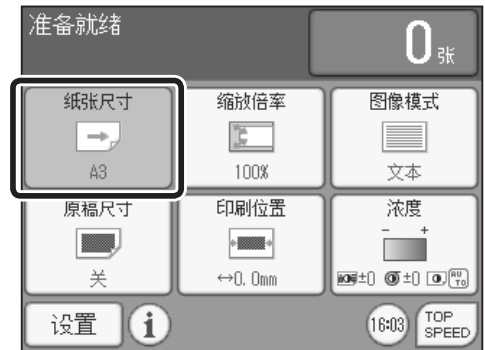 准备就绪
0张
纸张尺寸 缩放倍率 图像模式
A3 100% 文本
原稿尺寸 印刷位置 浓度
- +
关 ↔0.0mm ±0 ±0 AUTO
设置 i 16:03 TOP SPEED